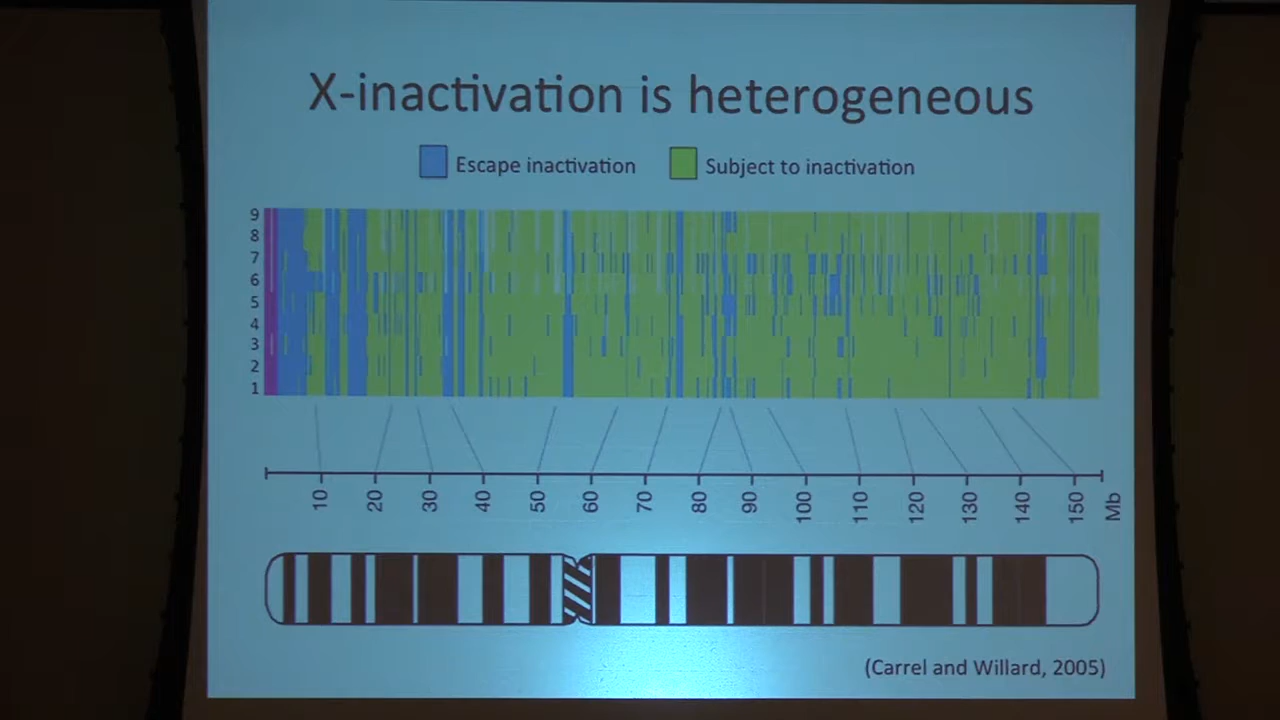 X-inactivation is heterogeneous
Escape inactivation
Subject to inactivation
9
8
7
6
5
4
3
2
1
10 20 30 40 50 60 70 80 90 100 110 120 130 140 150 Mb
(Carrel and Willard, 2005)